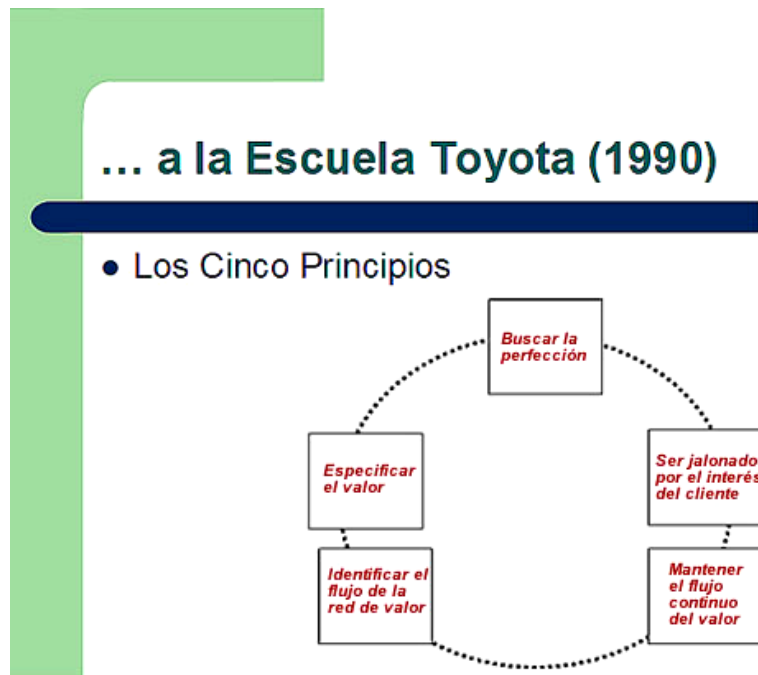 ... a la Escuela Toyota (1990)
Los Cinco Principios
Buscar la
perfección
Especificar
el valor
Ser jalonado
por el interés
del cliente
Identificar el
flujo de la
red de valor
Mantener
el flujo
continuo
del valor